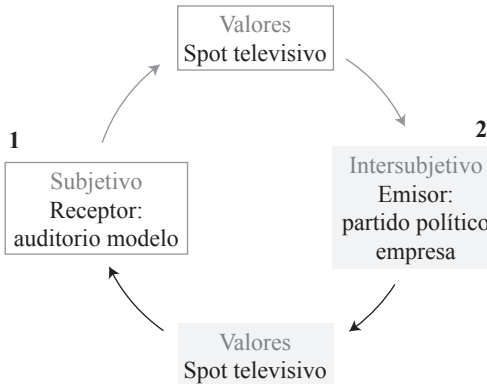 Valores
Spot televisivo
1
2
Subjetivo
Receptor:
auditorio modelo
Intersubjetivo
Emisor:
partido político
empresa
Valores
Spot televisivo